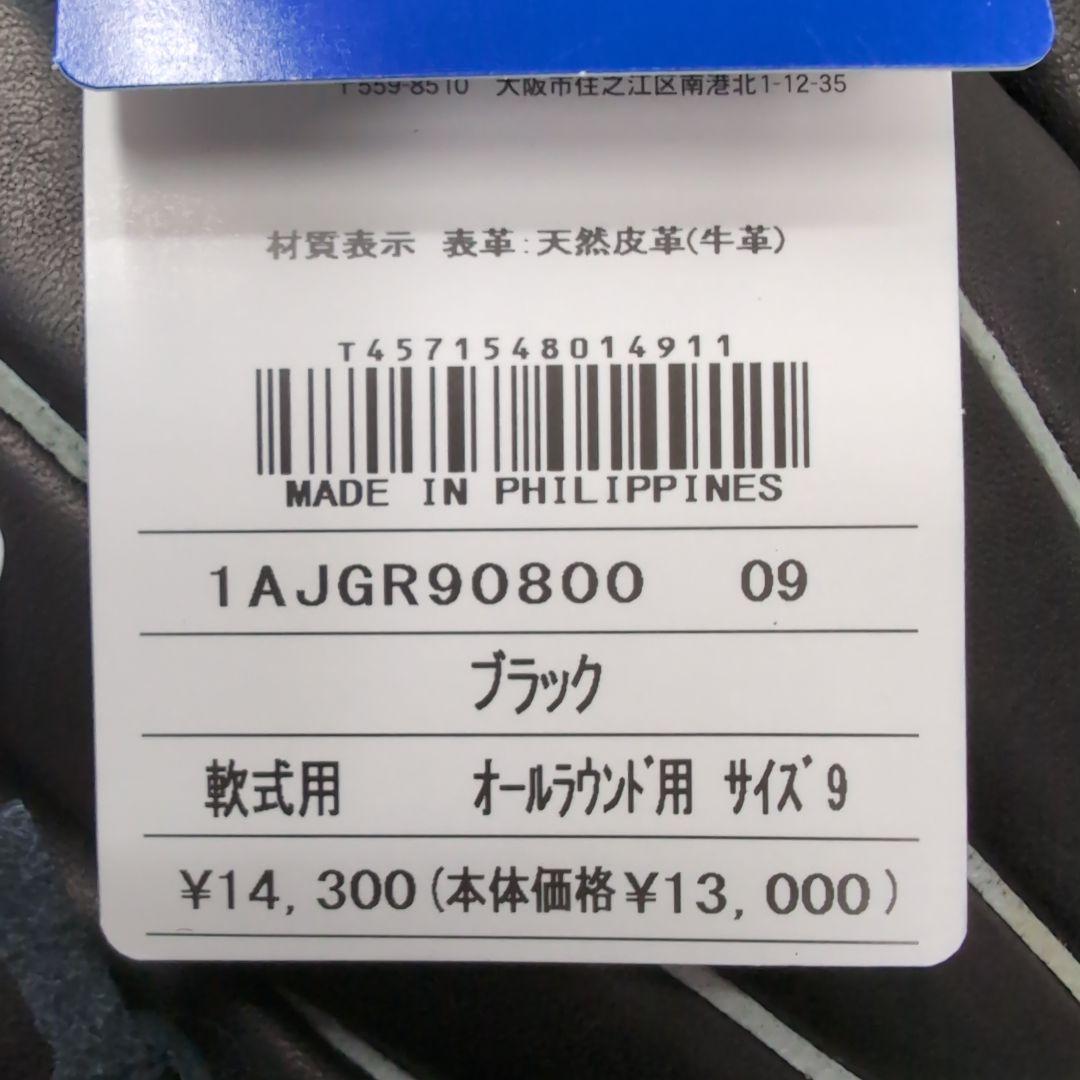 〒559-8510 大阪市住之江区南港北1-12-35
材質表示 表革:天然皮革(牛革)
T4571548014911
MADE IN PHILIPPINES
1AJGR90800 09
ブラック
軟式用 オールラウンド用 サイズ9
¥14,300(本体価格¥13,000)